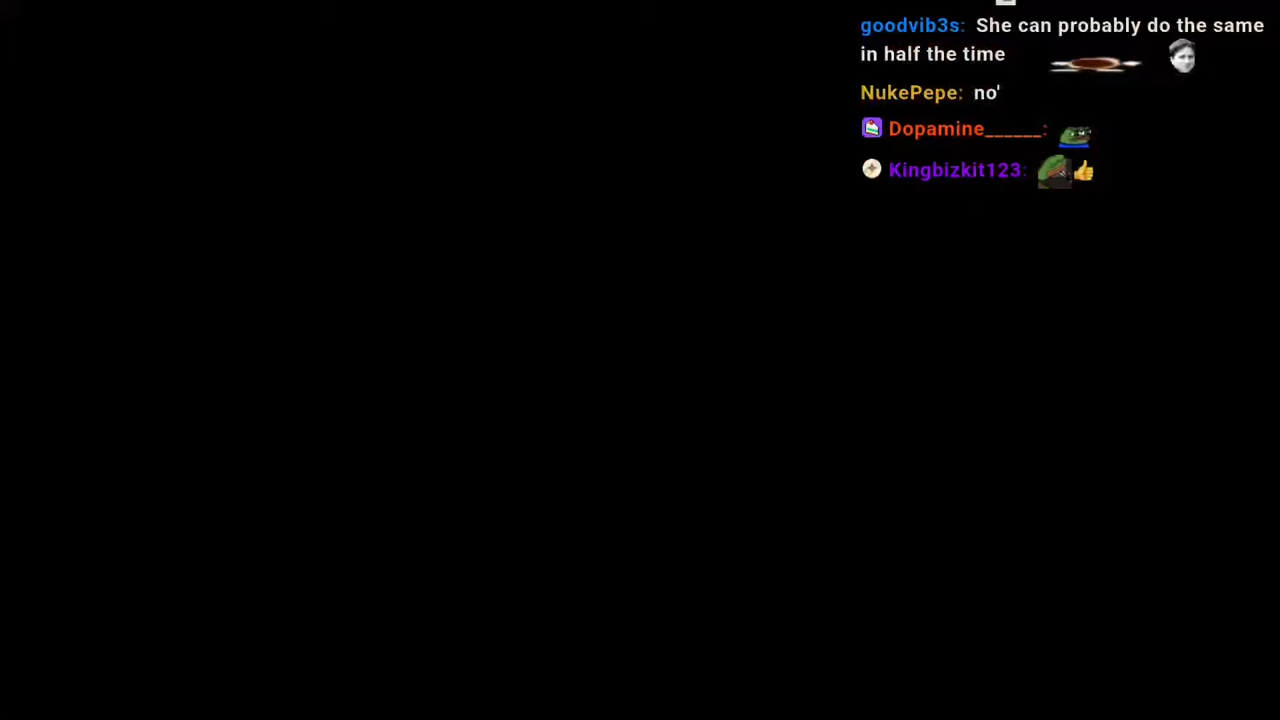 goodvib3s: She can probably do the same
in half the time
NukePepe: no'
Dopamine______:
Kingbizkit123: